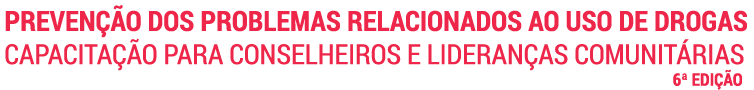 PREVENÇÃO DOS PROBLEMAS RELACIONADOS AO USO DE DROGAS
CAPACITAÇÃO PARA CONSELHEIROS E LIDERANÇAS COMUNITÁRIAS
6ª EDIÇÃO